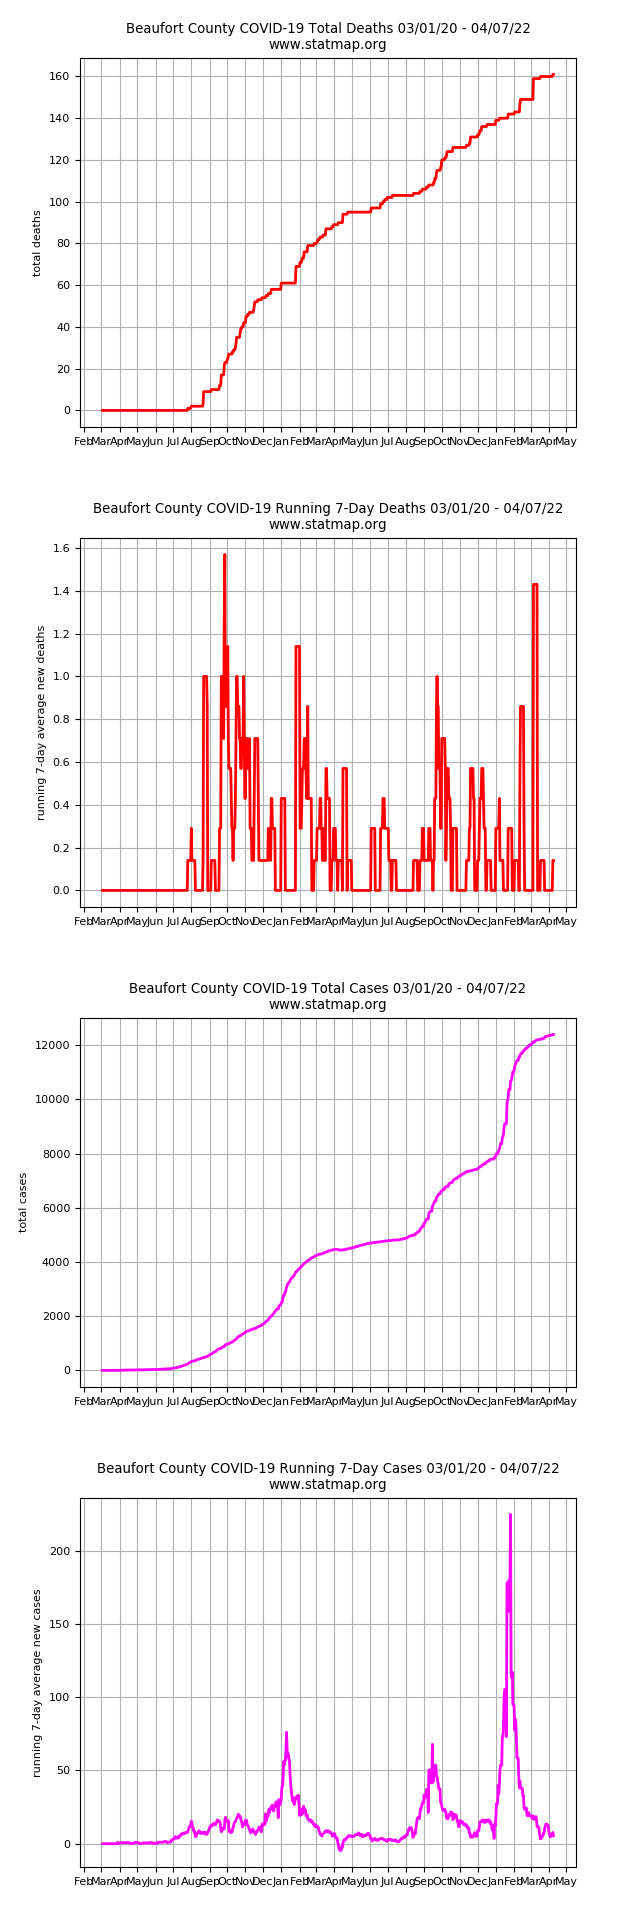 Beaufort County COVID-19 Total Deaths 03/01/20 - 04/07/22
www.statmap.org
160
140
120
100
80
60
40
20
0
total deaths
Feb Mar Apr May Jun Jul Aug Sep Oct Nov Dec Jan Feb Mar Apr May Jun Jul Aug Sep Oct Nov Dec Jan Feb Mar Apr May
Beaufort County COVID-19 Running 7-Day Deaths 03/01/20 - 04/07/22
www.statmap.org
1.6
1.4
1.2
1.0
0.8
0.6
0.4
0.2
0.0
running 7-day average new deaths
Feb Mar Apr May Jun Jul Aug Sep Oct Nov Dec Jan Feb Mar Apr May Jun Jul Aug Sep Oct Nov Dec Jan Feb Mar Apr May
Beaufort County COVID-19 Total Cases 03/01/20 - 04/07/22
www.statmap.org
12000
10000
8000
6000
4000
2000
0
total cases
Feb Mar Apr May Jun Jul Aug Sep Oct Nov Dec Jan Feb Mar Apr May Jun Jul Aug Sep Oct Nov Dec Jan Feb Mar Apr May
Beaufort County COVID-19 Running 7-Day Cases 03/01/20 - 04/07/22
www.statmap.org
200
150
100
50
0
running 7-day average new cases
Feb Mar Apr May Jun Jul Aug Sep Oct Nov Dec Jan Feb Mar Apr May Jun Jul Aug Sep Oct Nov Dec Jan Feb Mar Apr May